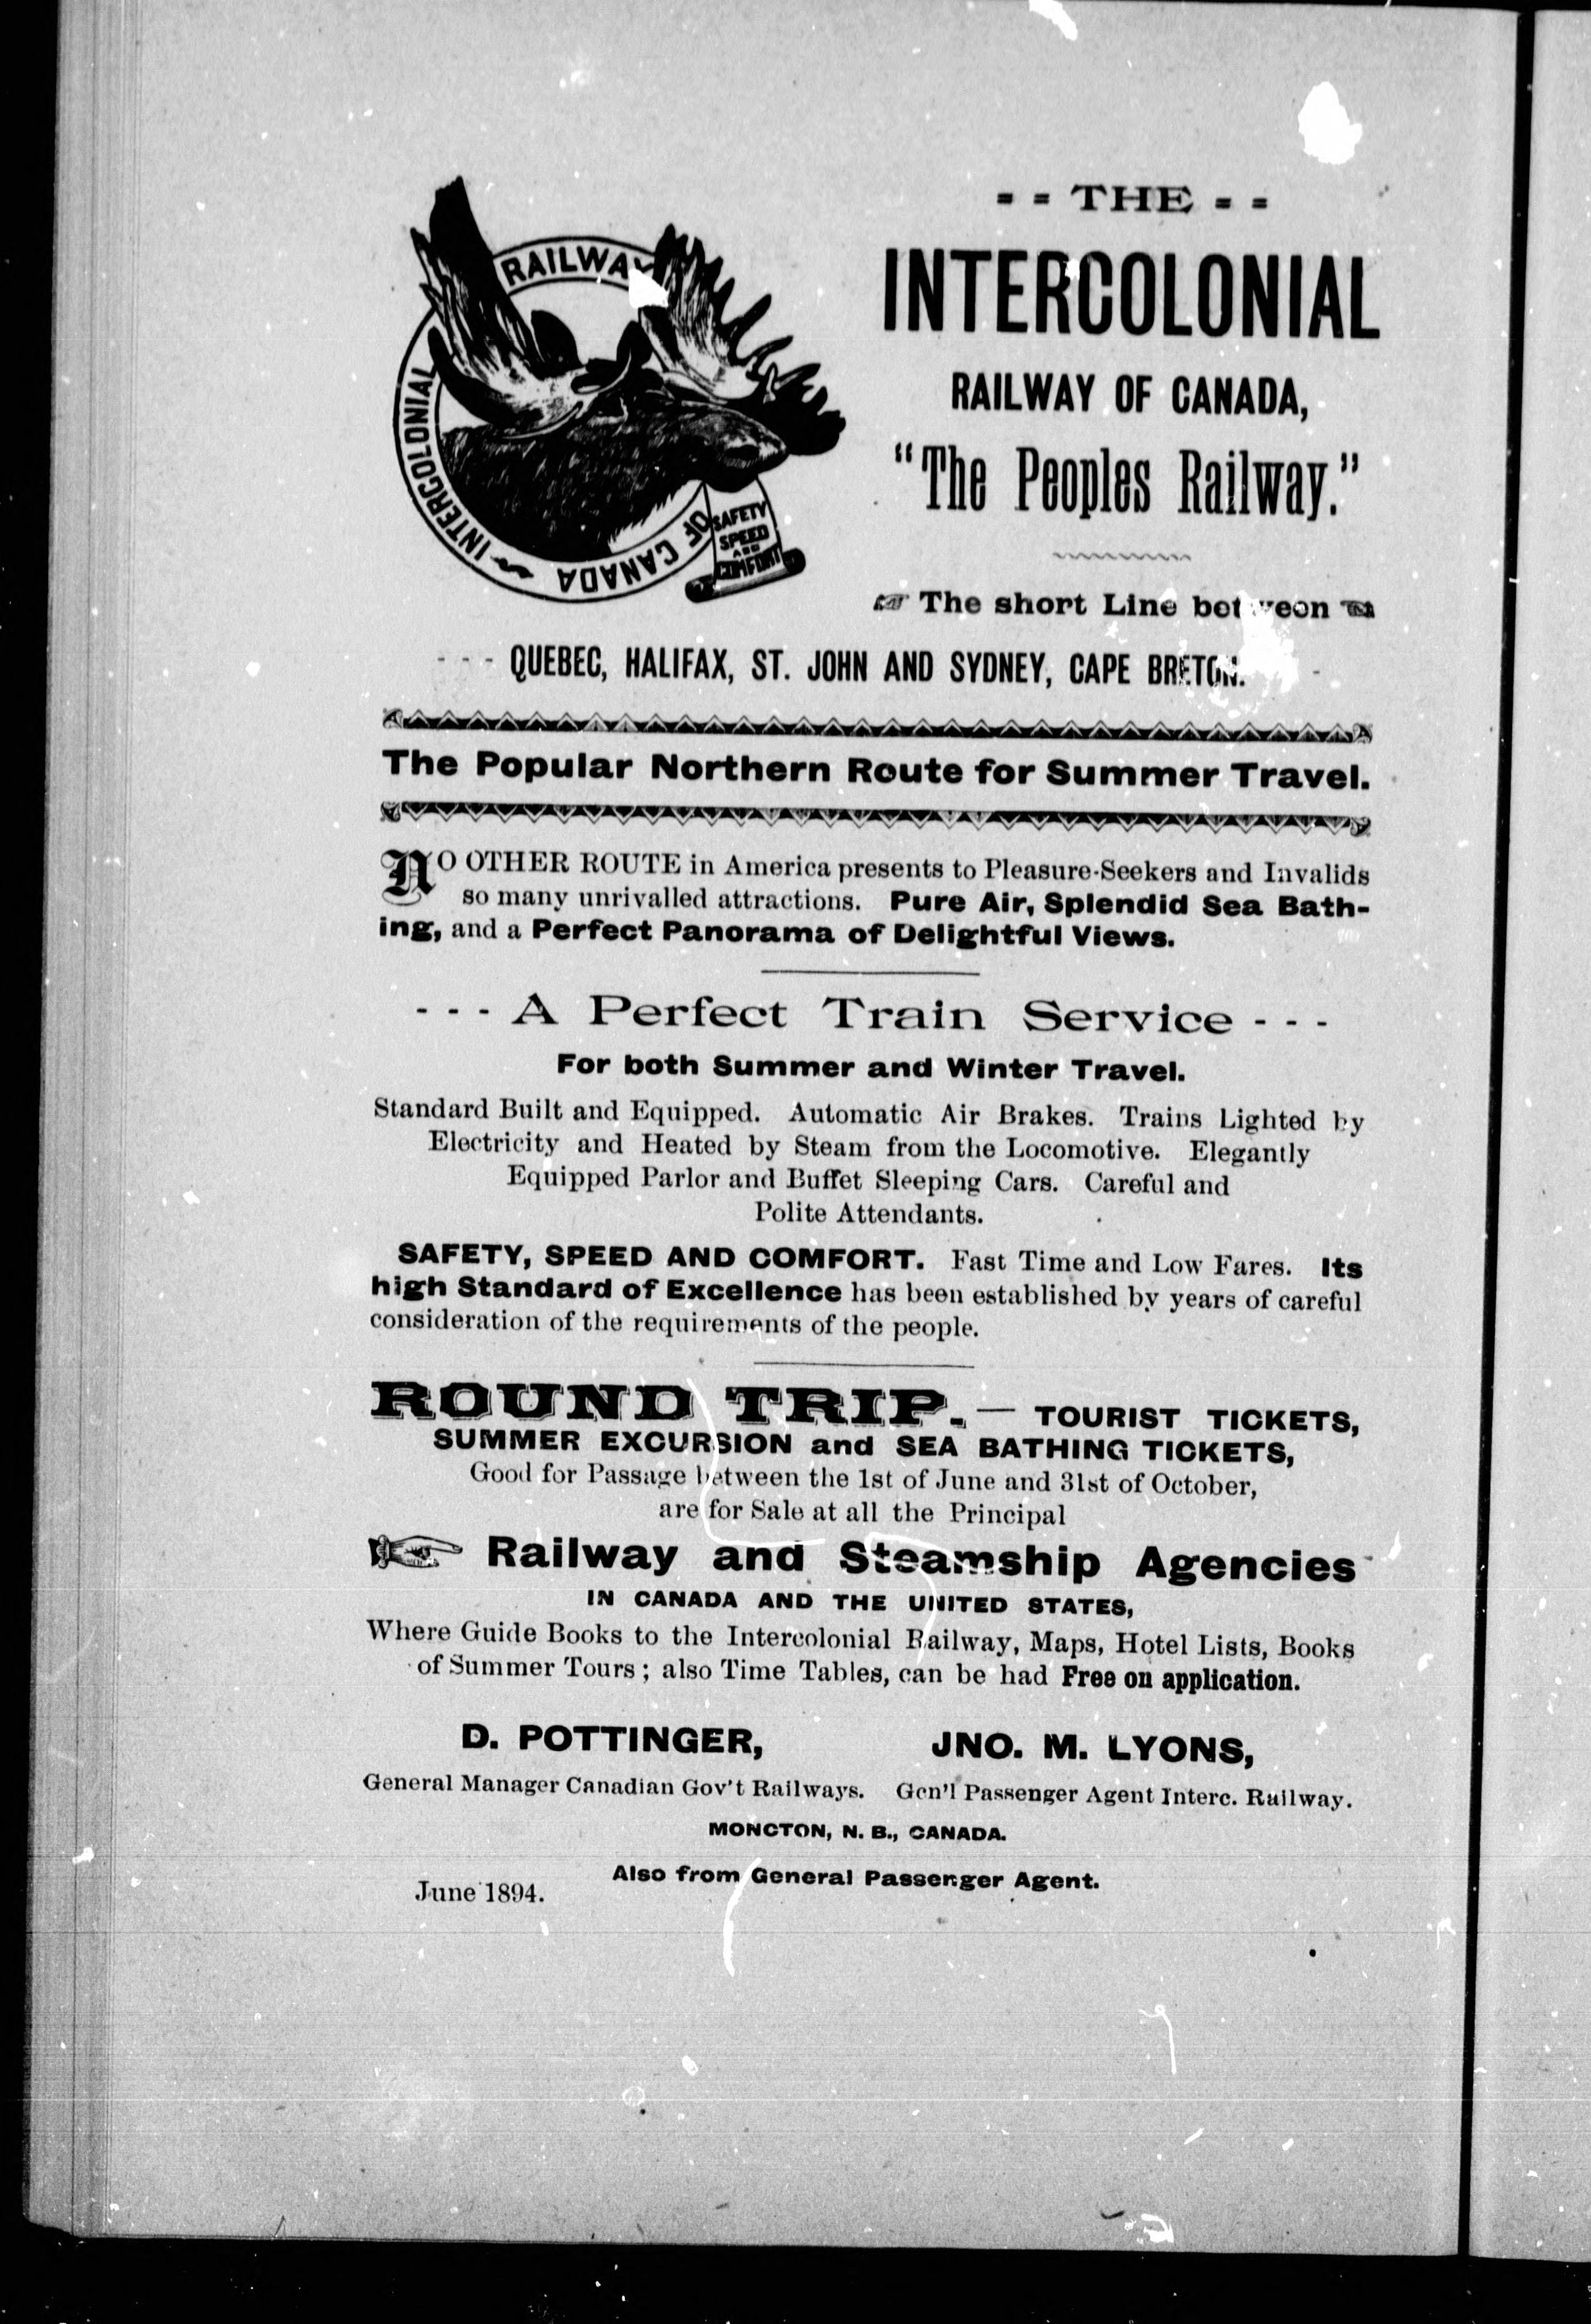 INTERCOLONIAL RAILWAY OF CANADA
SAFETY
SPEED
AND
COMFORT
- - THE - -
INTERCOLONIAL
RAILWAY OF CANADA,
"The Peoples Railway."
☞ The short Line between ☜
- - - QUEBEC, HALIFAX, ST. JOHN AND SYDNEY, CAPE BRETON. -
The Popular Northern Route for Summer Travel.
NO OTHER ROUTE in America presents to Pleasure-Seekers and Invalids
so many unrivalled attractions. Pure Air, Splendid Sea Bath-
ing, and a Perfect Panorama of Delightful Views.
- - - A Perfect Train Service - - -
For both Summer and Winter Travel.
Standard Built and Equipped. Automatic Air Brakes. Trains Lighted by
Electricity and Heated by Steam from the Locomotive. Elegantly
Equipped Parlor and Buffet Sleeping Cars. Careful and
Polite Attendants.
SAFETY, SPEED AND COMFORT. Fast Time and Low Fares. Its
high Standard of Excellence has been established by years of careful
consideration of the requirements of the people.
ROUND TRIP. — TOURIST TICKETS,
SUMMER EXCURSION and SEA BATHING TICKETS,
Good for Passage between the 1st of June and 31st of October,
are for Sale at all the Principal
☞ Railway and Steamship Agencies
IN CANADA AND THE UNITED STATES,
Where Guide Books to the Intercolonial Railway, Maps, Hotel Lists, Books
of Summer Tours; also Time Tables, can be had Free on application.
D. POTTINGER, JNO. M. LYONS,
General Manager Canadian Gov't Railways. Gen'l Passenger Agent Interc. Railway.
MONCTON, N. B., CANADA.
Also from General Passenger Agent.
June 1894.